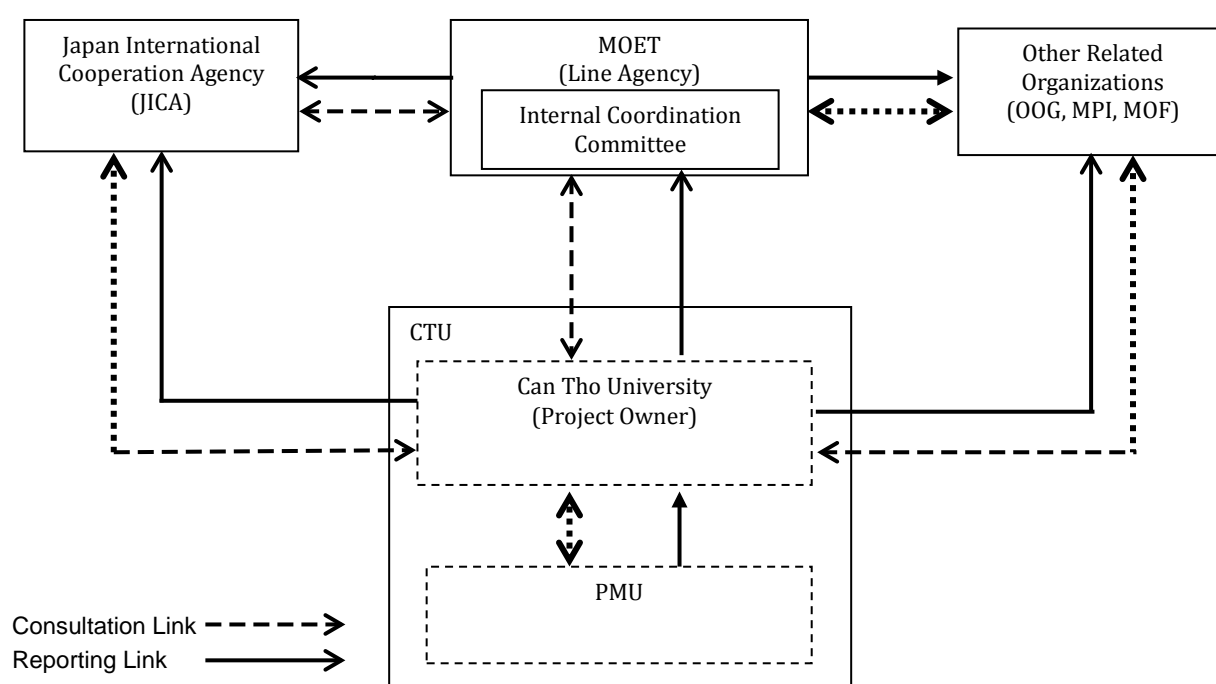 Japan International
Cooperation Agency
(JICA)
MOET
(Line Agency)
Internal Coordination
Committee
Other Related
Organizations
(OOG, MPI, MOF)
CTU
Can Tho University
(Project Owner)
PMU
Consultation Link
Reporting Link